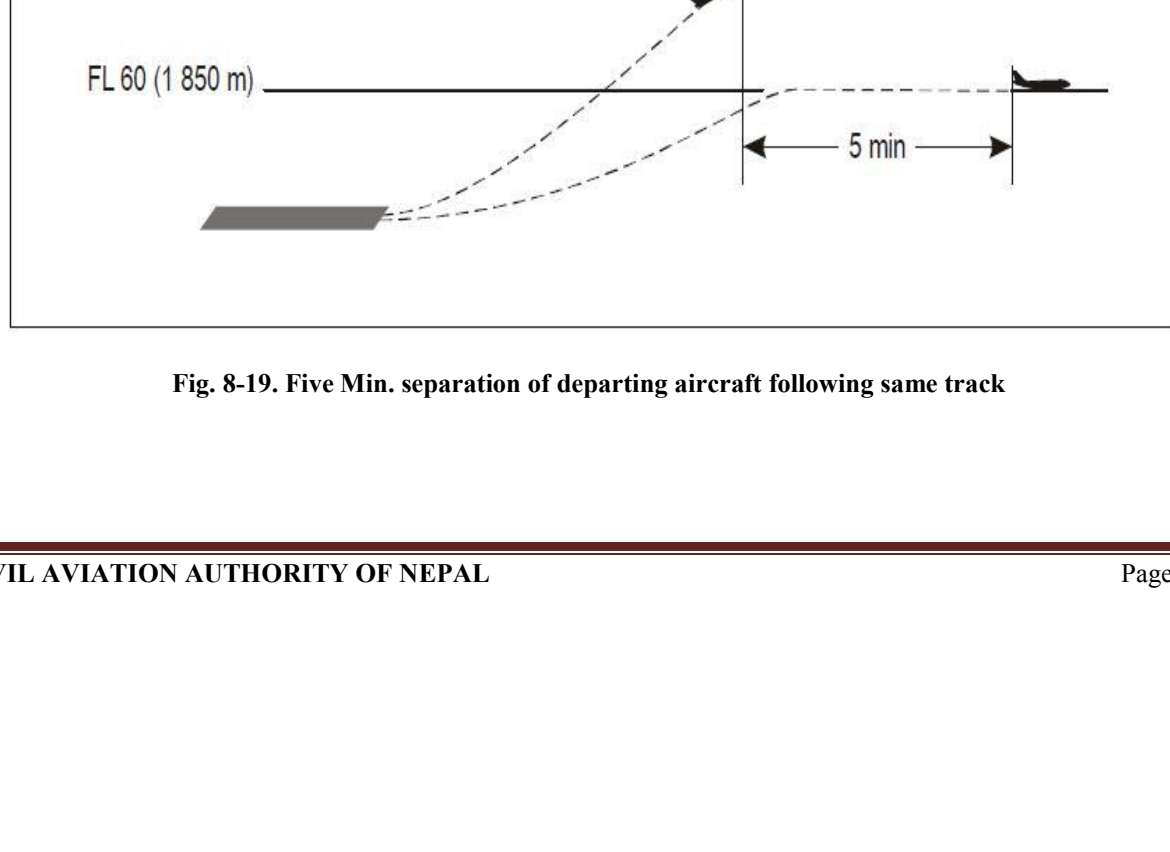 FL 60 (1 850 m)
5 min
Fig. 8-19. Five Min. separation of departing aircraft following same track
VIL AVIATION AUTHORITY OF NEPAL Page